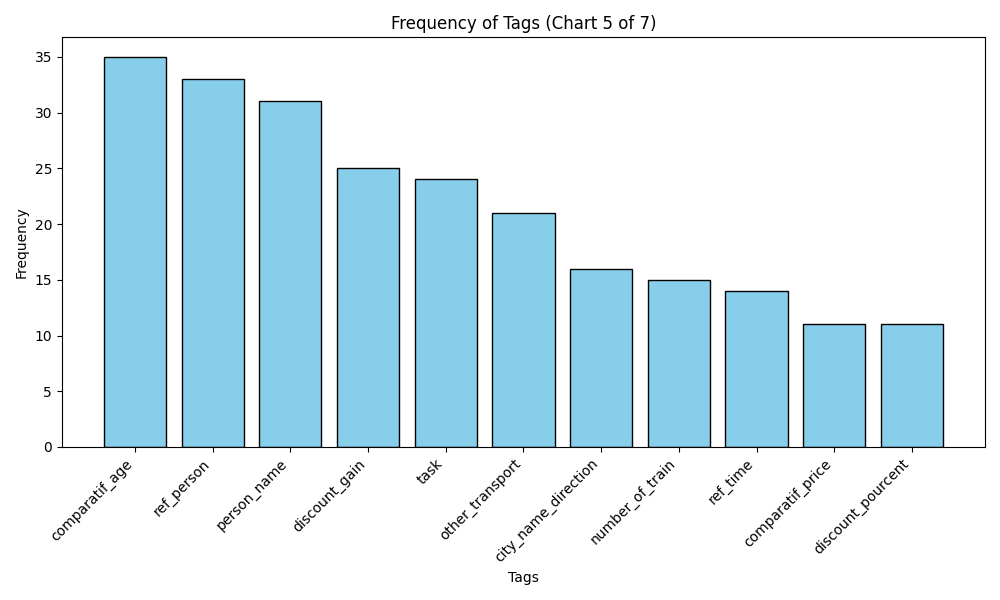 Frequency of Tags (Chart 5 of 7)
Frequency
35
30
25
20
15
10
5
0
comparatif_age
ref_person
person_name
discount_gain
task
other_transport
city_name_direction
number_of_train
ref_time
comparatif_price
discount_pourcent
Tags